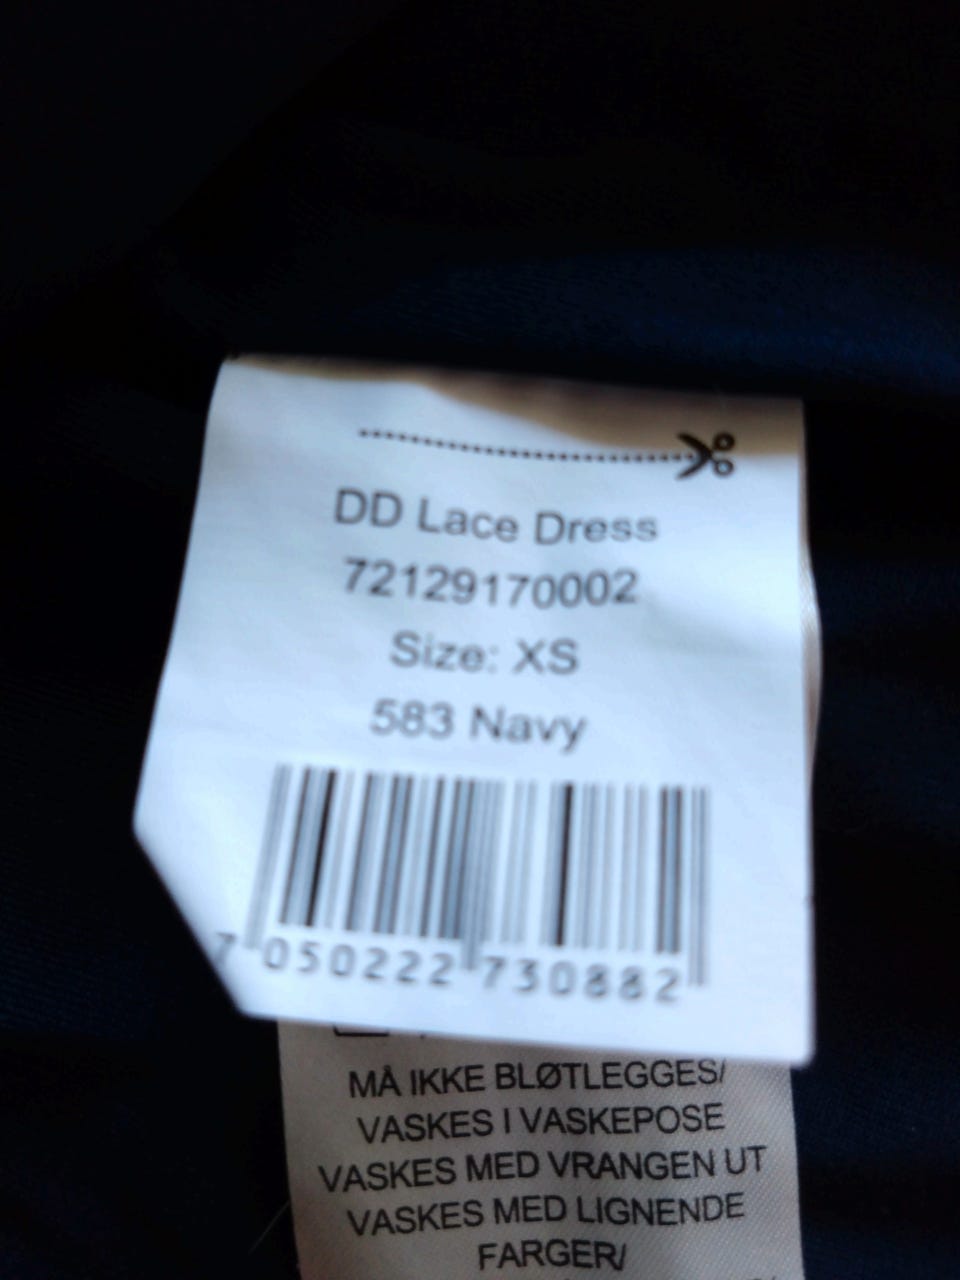 DD Lace Dress
72129170002
Size: XS
583 Navy
7 050222 730882
MÅ IKKE BLØTLEGGES/
VASKES I VASKEPOSE
VASKES MED VRANGEN UT
VASKES MED LIGNENDE
FARGER/